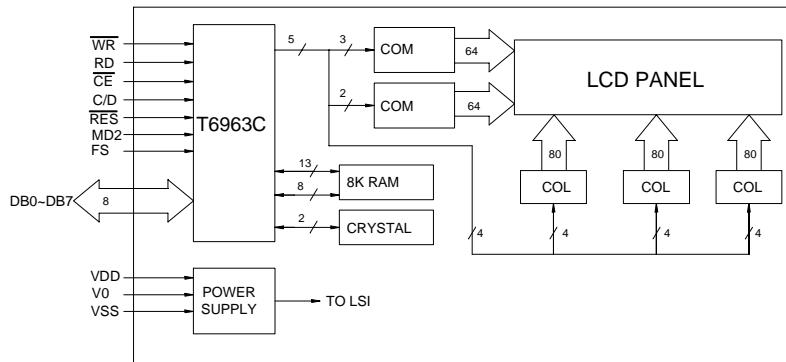 WR
RD
CE
C/D
RES
MD2
FS
DB0~DB7
8
T6963C
5
3
COM
64
2
COM
64
LCD PANEL
80
80
80
COL
COL
COL
4
4
4
4
13
8
8K RAM
2
CRYSTAL
VDD
V0
VSS
POWER
SUPPLY
TO LSI